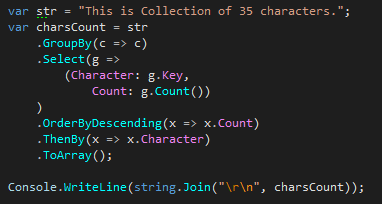 var str = "This is Collection of 35 characters.";
var charsCount = str
.GroupBy(c => c)
.Select(g =>
(Character: g.Key,
Count: g.Count())
)
.OrderByDescending(x => x.Count)
.ThenBy(x => x.Character)
.ToArray();
Console.WriteLine(string.Join("\r\n", charsCount));